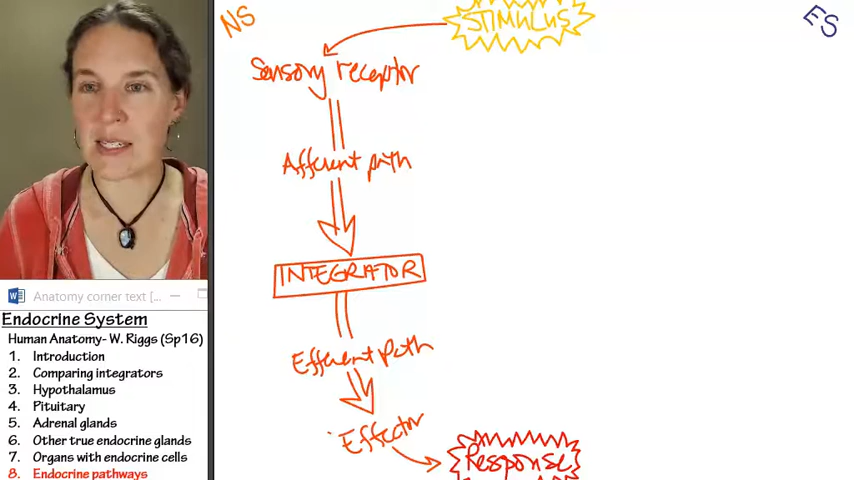 NS
STIMULUS
ES
Sensory receptor
Afferent path
INTEGRATOR
Efferent Path
Effector
Response
Anatomy corner text [...
Endocrine System
Human Anatomy- W. Riggs (Sp16)
1. Introduction
2. Comparing integrators
3. Hypothalamus
4. Pituitary
5. Adrenal glands
6. Other true endocrine glands
7. Organs with endocrine cells
8. Endocrine pathways